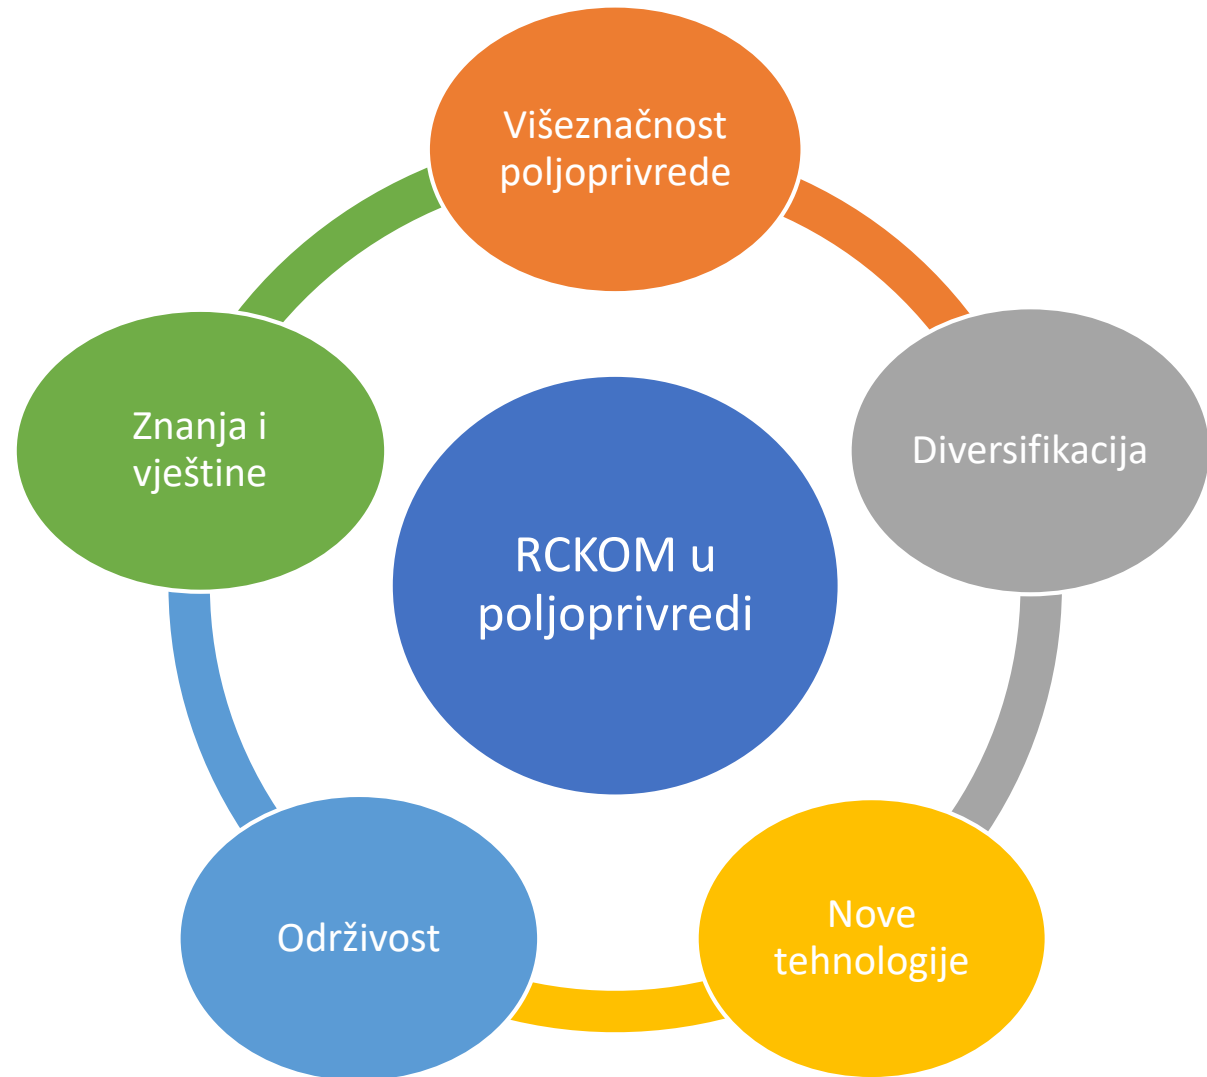 Višeznačnost
poljoprivrede
Diversifikacija
Nove
tehnologije
Održivost
Znanja i
vještine
RCKOM u
poljoprivredi